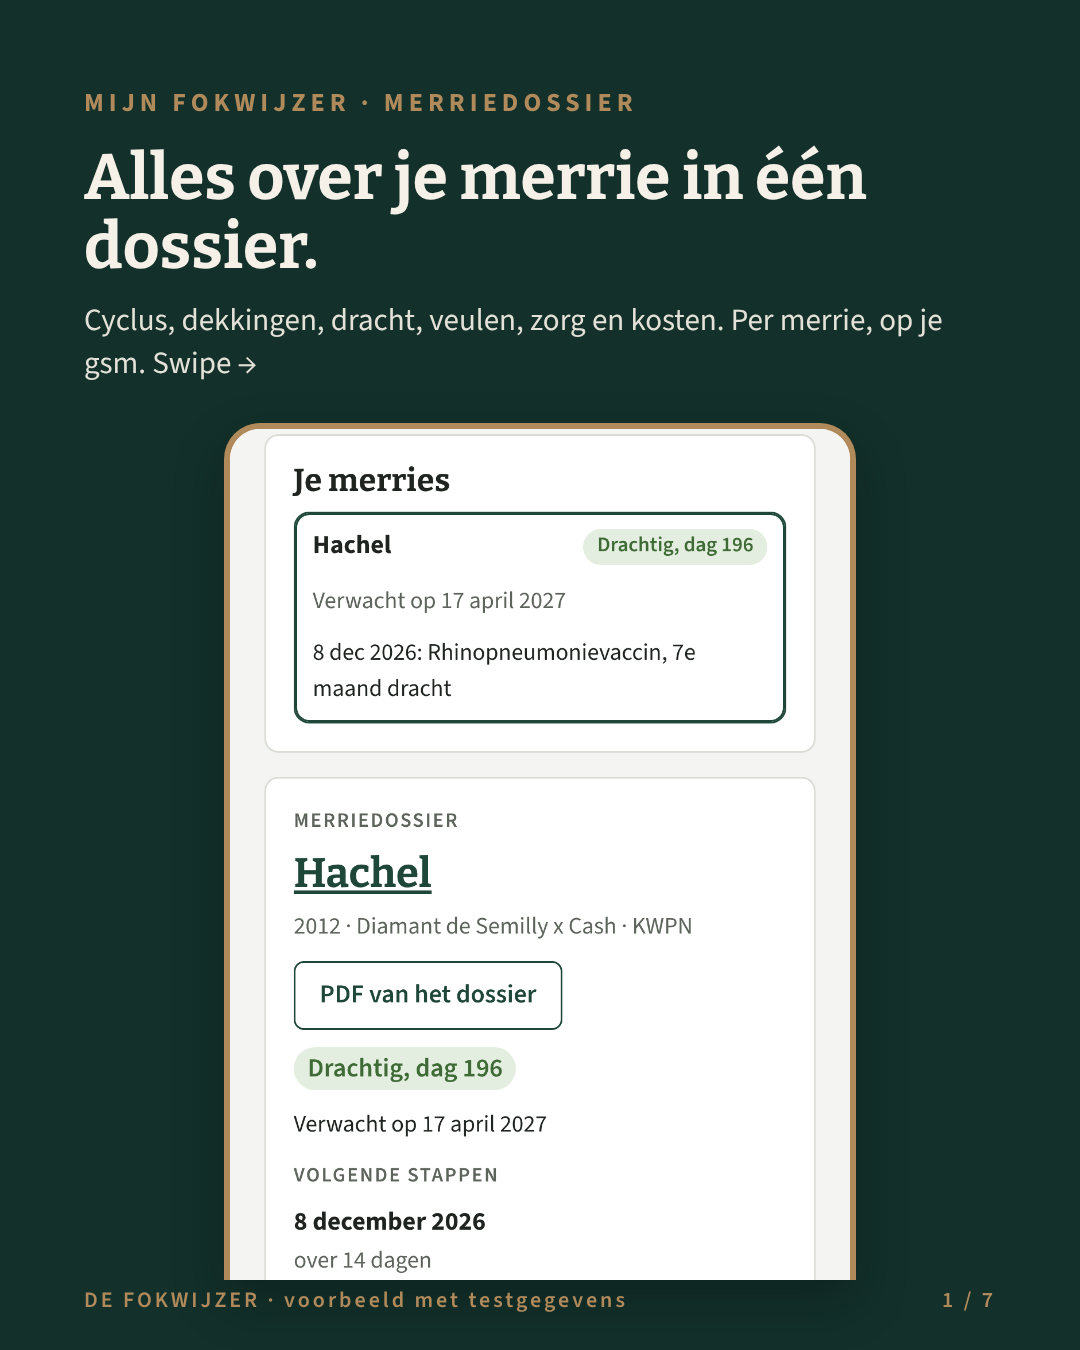 MIJN FOKWIJZER · MERRIEDOSSIER
Alles over je merrie in één
dossier.
Cyclus, dekkingen, dracht, veulen, zorg en kosten. Per merrie, op je
gsm. Swipe →
Je merries
Hachel
Drachtig, dag 196
Verwacht op 17 april 2027
8 dec 2026: Rhinopneumonievaccin, 7e
maand dracht
MERRIEDOSSIER
Hachel
2012 · Diamant de Semilly x Cash · KWPN
PDF van het dossier
Drachtig, dag 196
Verwacht op 17 april 2027
VOLGENDE STAPPEN
8 december 2026
over 14 dagen
DE FOKWIJZER · voorbeeld met testgegevens
1 / 7